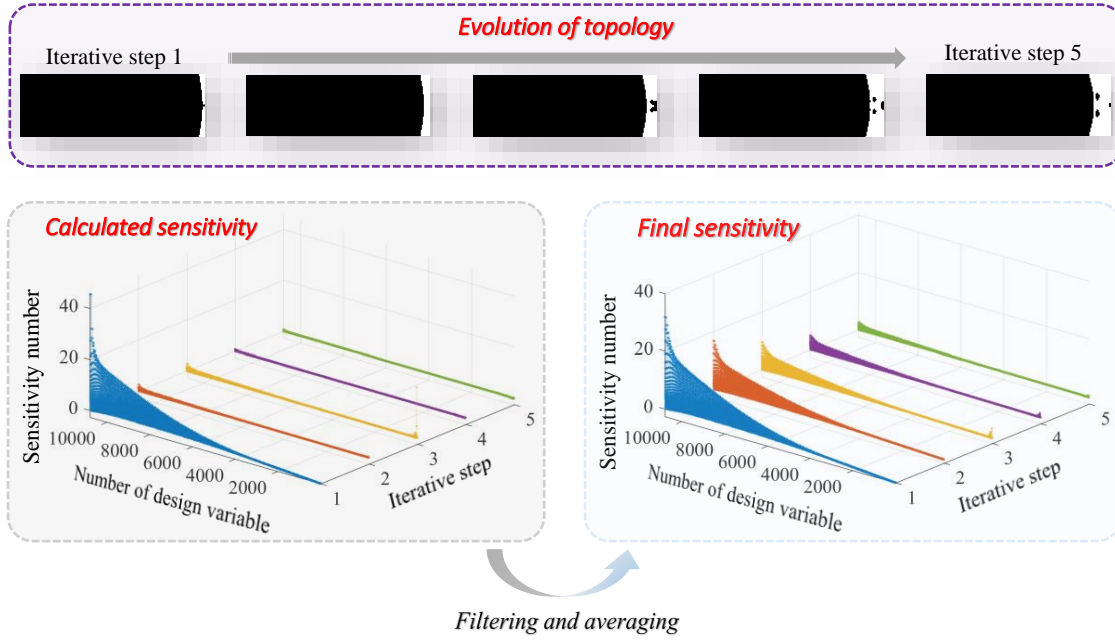 Evolution of topology
Iterative step 1
Iterative step 5
Calculated sensitivity
Sensitivity number
40
20
0
10000
8000
6000
4000
2000
Number of design variable
1
2
3
4
5
Iterative step
Final sensitivity
Sensitivity number
40
20
0
10000
8000
6000
4000
2000
Number of design variable
1
2
3
4
5
Iterative step
Filtering and averaging